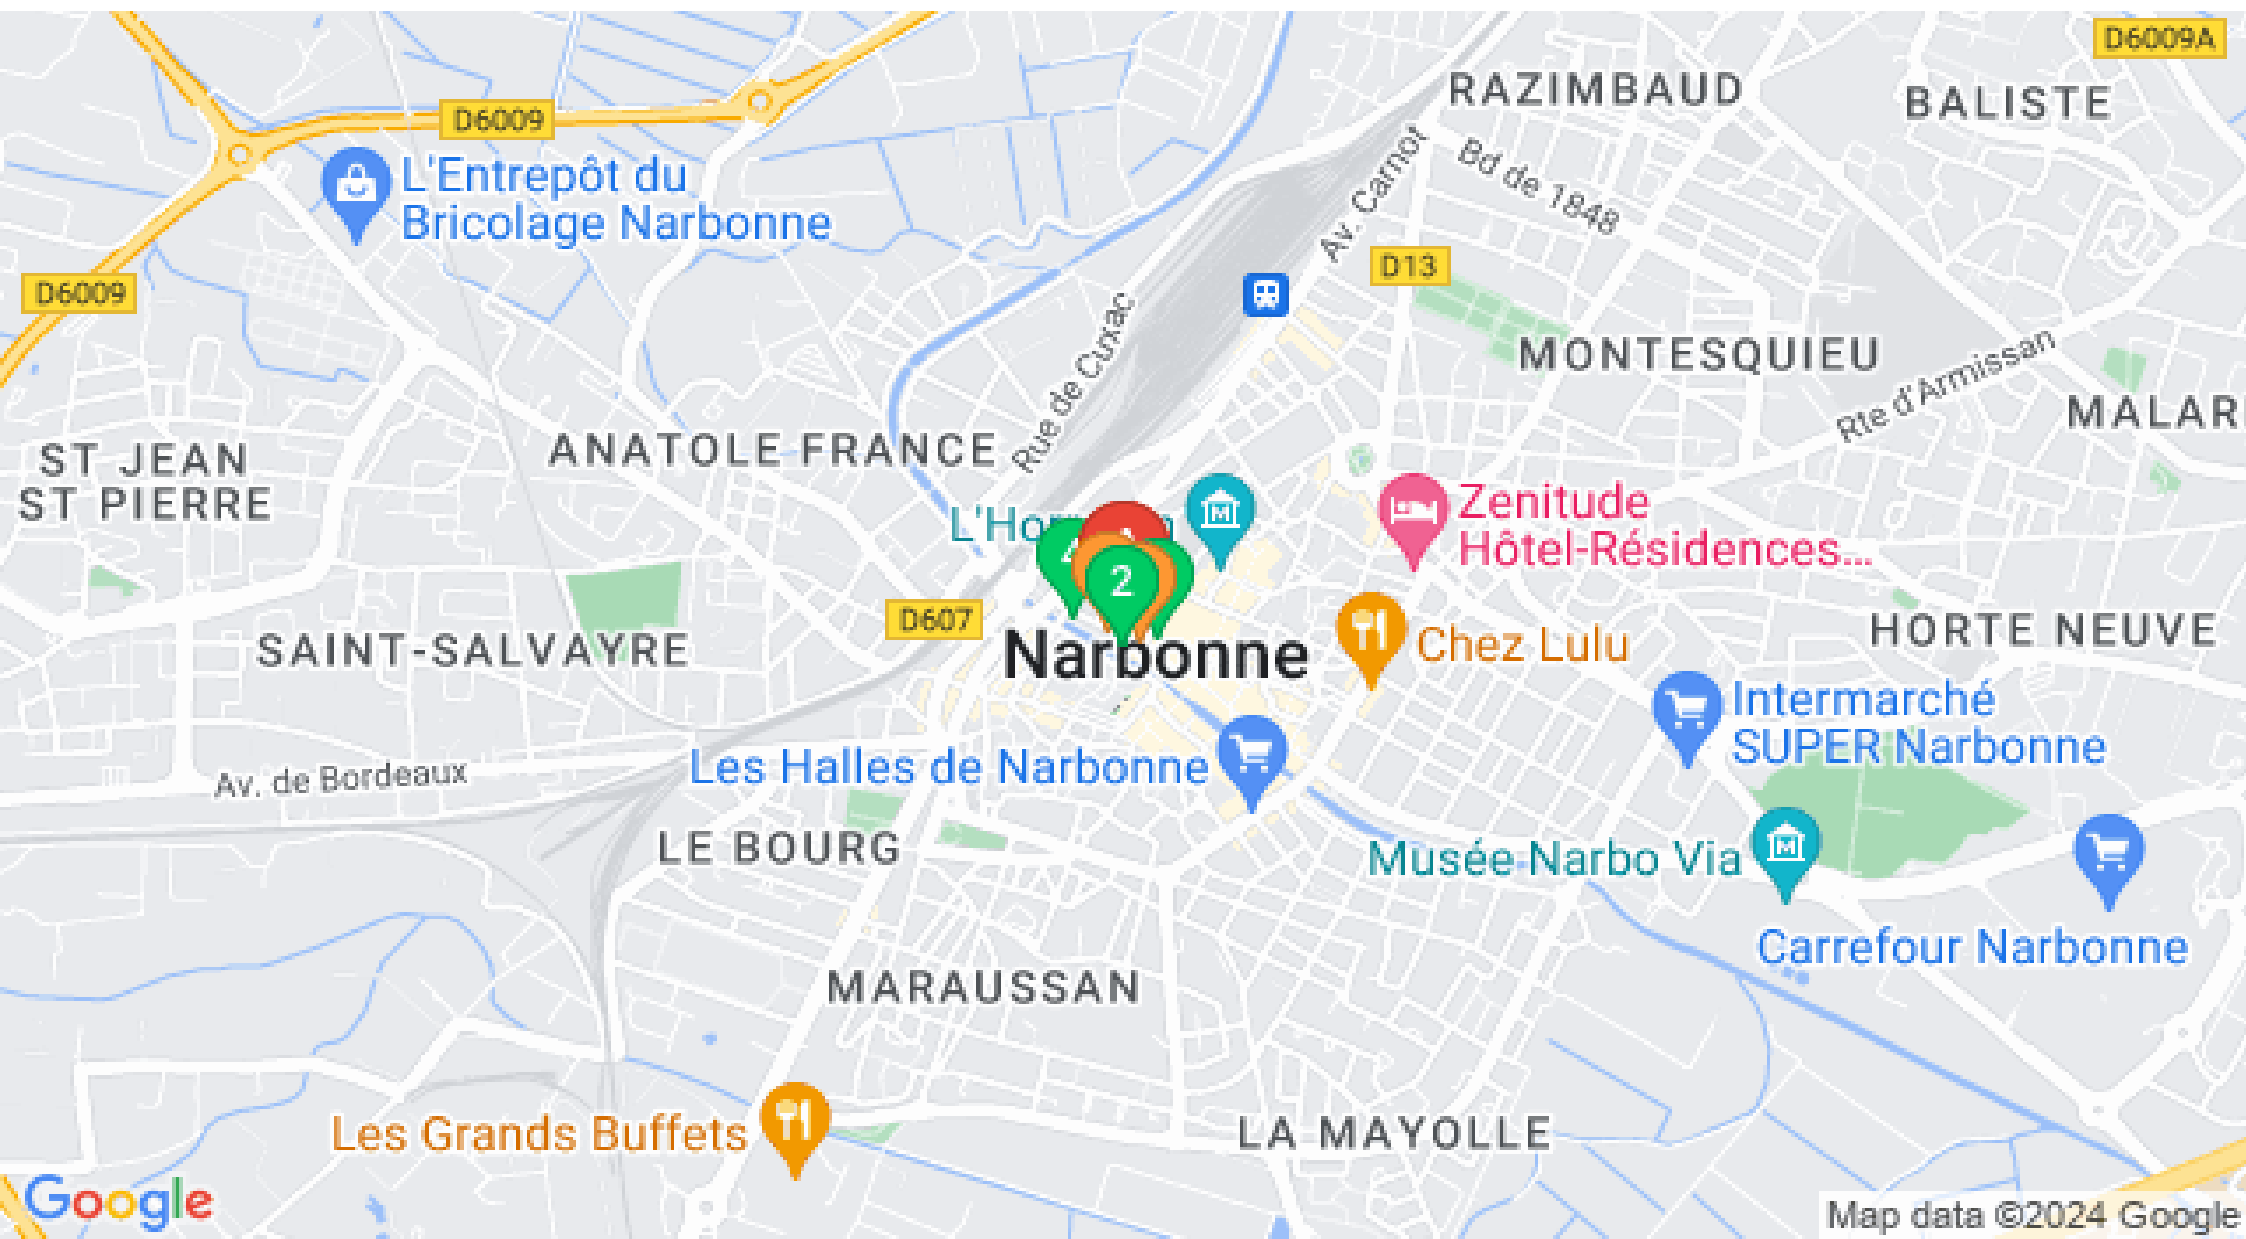 D6009A
RAZIMBAUD
BALISTE
D6009
Bd de 1848
Av. Carnot
L'Entrepôt du
Bricolage Narbonne
D13
D6009
Rue de Cuxac
MONTESQUIEU
Rte d'Armissan
MALAR
ST JEAN
ST PIERRE
ANATOLE FRANCE
Zenitude
Hôtel-Résidences...
2
D607
Narbonne
Chez Lulu
HORTE NEUVE
SAINT-SALVAYRE
Intermarché
SUPER Narbonne
Les Halles de Narbonne
Av. de Bordeaux
LE BOURG
Musée Narbo Via
Carrefour Narbonne
MARAUSSAN
Les Grands Buffets
LA MAYOLLE
Google
Map data ©2024 Google